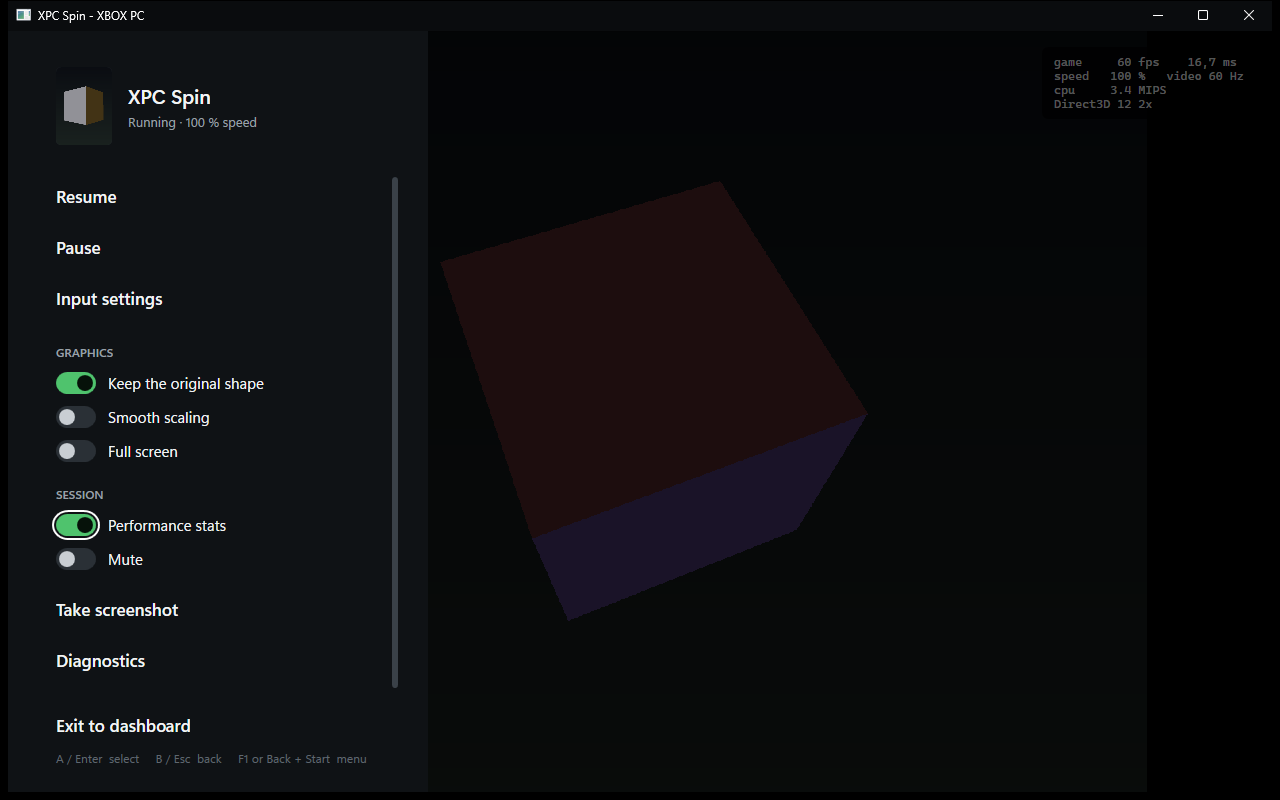 XPC Spin - XBOX PC
game 60 fps 16,7 ms
speed 100 % video 60 Hz
cpu 3.4 MIPS
Direct3D 12 2x
XPC Spin
Running · 100 % speed
Resume
Pause
Input settings
GRAPHICS
Keep the original shape
Smooth scaling
Full screen
SESSION
Performance stats
Mute
Take screenshot
Diagnostics
Exit to dashboard
A / Enter select B / Esc back F1 or Back + Start menu